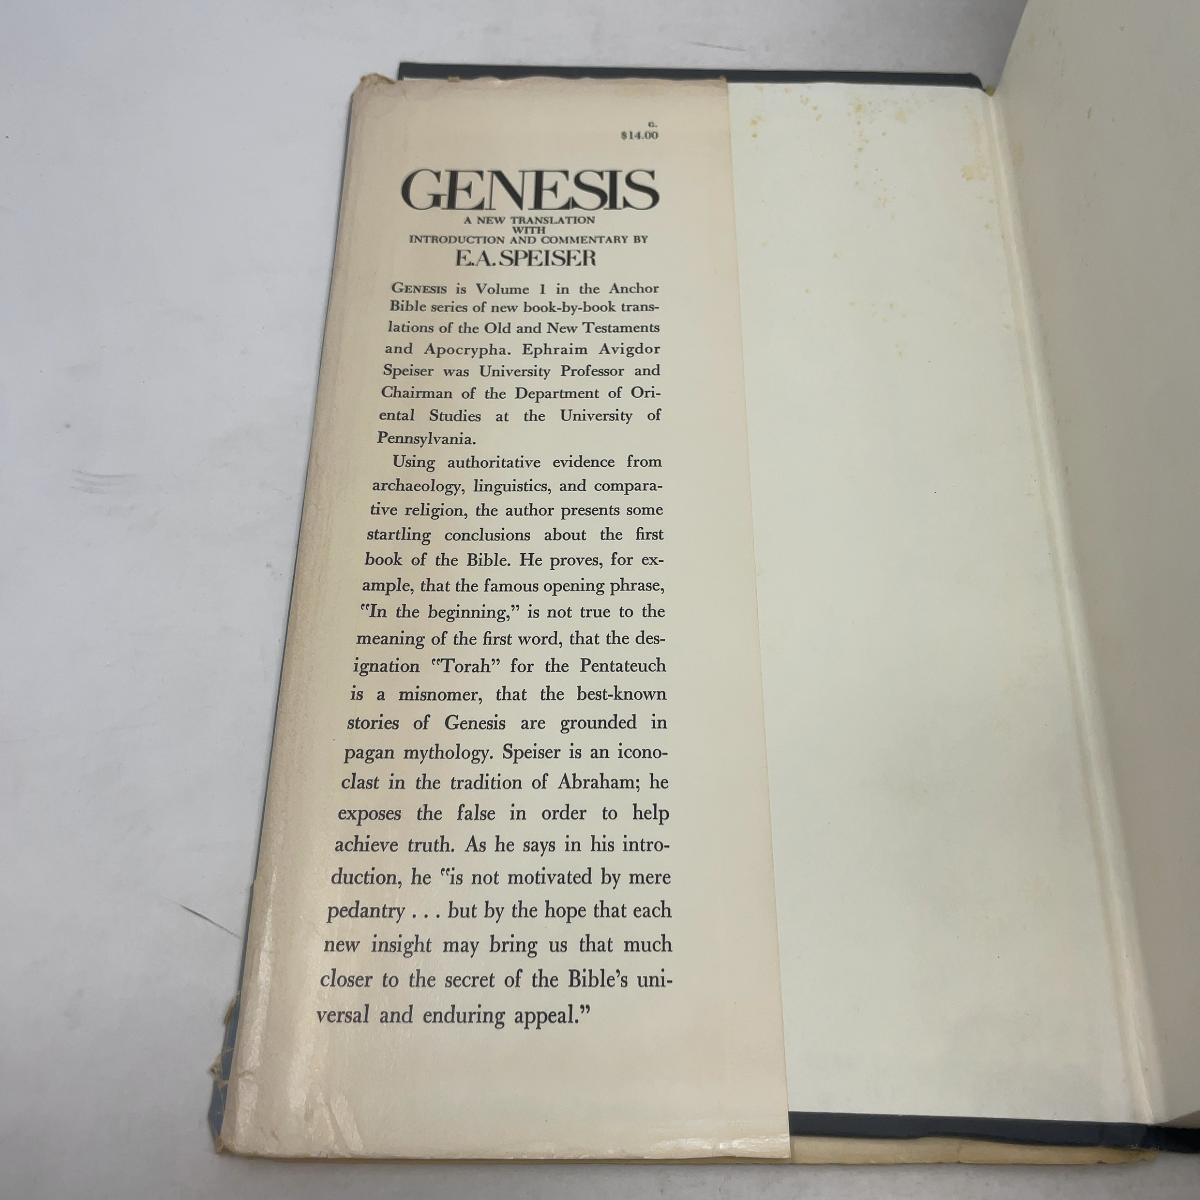 c.
$14.00
GENESIS
A NEW TRANSLATION
WITH
INTRODUCTION AND COMMENTARY BY
E.A. SPEISER
GENESIS is Volume 1 in the Anchor
Bible series of new book-by-book trans-
lations of the Old and New Testaments
and Apocrypha. Ephraim Avigdor
Speiser was University Professor and
Chairman of the Department of Ori-
ental Studies at the University of
Pennsylvania.
Using authoritative evidence from
archaeology, linguistics, and compara-
tive religion, the author presents some
startling conclusions about the first
book of the Bible. He proves, for ex-
ample, that the famous opening phrase,
“In the beginning,” is not true to the
meaning of the first word, that the des-
ignation “Torah” for the Pentateuch
is a misnomer, that the best-known
stories of Genesis are grounded in
pagan mythology. Speiser is an icono-
clast in the tradition of Abraham; he
exposes the false in order to help
achieve truth. As he says in his intro-
duction, he “is not motivated by mere
pedantry . . . but by the hope that each
new insight may bring us that much
closer to the secret of the Bible’s uni-
versal and enduring appeal.”